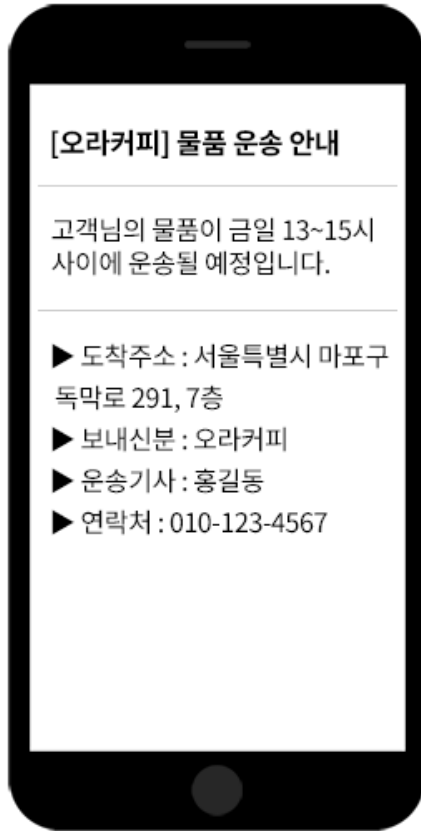 [오라커피] 물품 운송 안내
고객님의 물품이 금일 13~15시
사이에 운송될 예정입니다.
▶ 도착주소 : 서울특별시 마포구
독막로 291, 7층
▶ 보내신분 : 오라커피
▶ 운송기사 : 홍길동
▶ 연락처 : 010-123-4567